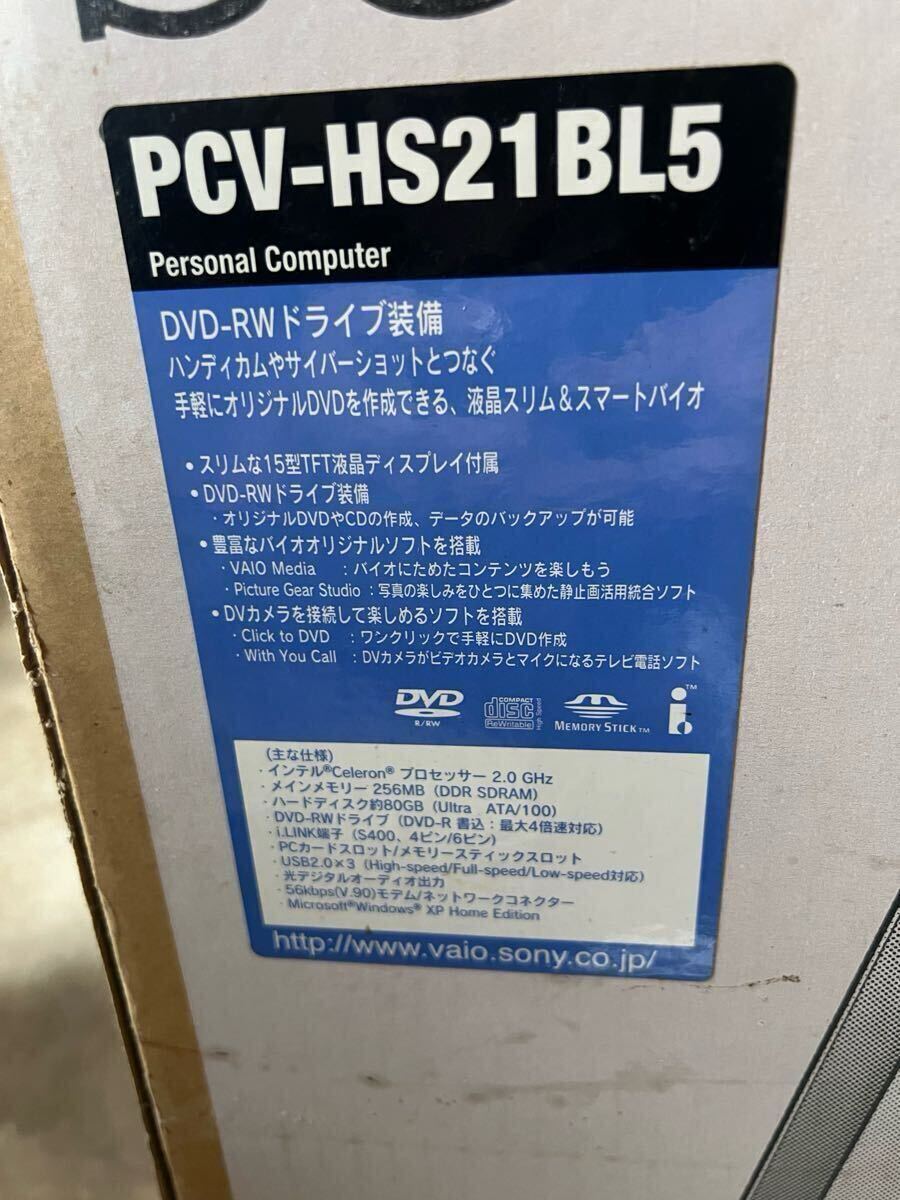 PCV-HS21BL5
Personal Computer
DVD-RWドライブ装備
ハンディカムやサイバーショットとつなぐ
手軽にオリジナルDVDを作成できる、液晶スリム&スマートバイオ
• スリムな15型TFT液晶ディスプレイ付属
• DVD-RWドライブ装備
・オリジナルDVDやCDの作成、データのバックアップが可能
• 豊富なバイオオリジナルソフトを搭載
・VAIO Media :バイオにためたコンテンツを楽しもう
・Picture Gear Studio :写真の楽しみをひとつに集めた静止画活用統合ソフト
• DVカメラを接続して楽しめるソフトを搭載
・Click to DVD :ワンクリックで手軽にDVD作成
・With You Call :DVカメラがビデオカメラとマイクになるテレビ電話ソフト
DVD R/RW COMPACT disc ReWritable High Speed MEMORY STICK™ i™
(主な仕様)
・インテル®Celeron® プロセッサー 2.0 GHz
・メインメモリー 256MB (DDR SDRAM)
・ハードディスク約80GB (Ultra ATA/100)
・DVD-RWドライブ (DVD-R 書込:最大4倍速対応)
・i.LINK端子 (S400、4ピン/6ピン)
・PCカードスロット/メモリースティックスロット
・USB2.0×3 (High-speed/Full-speed/Low-speed対応)
・光デジタルオーディオ出力
・56kbps(V.90)モデム/ネットワークコネクター
・Microsoft®Windows® XP Home Edition
http://www.vaio.sony.co.jp/